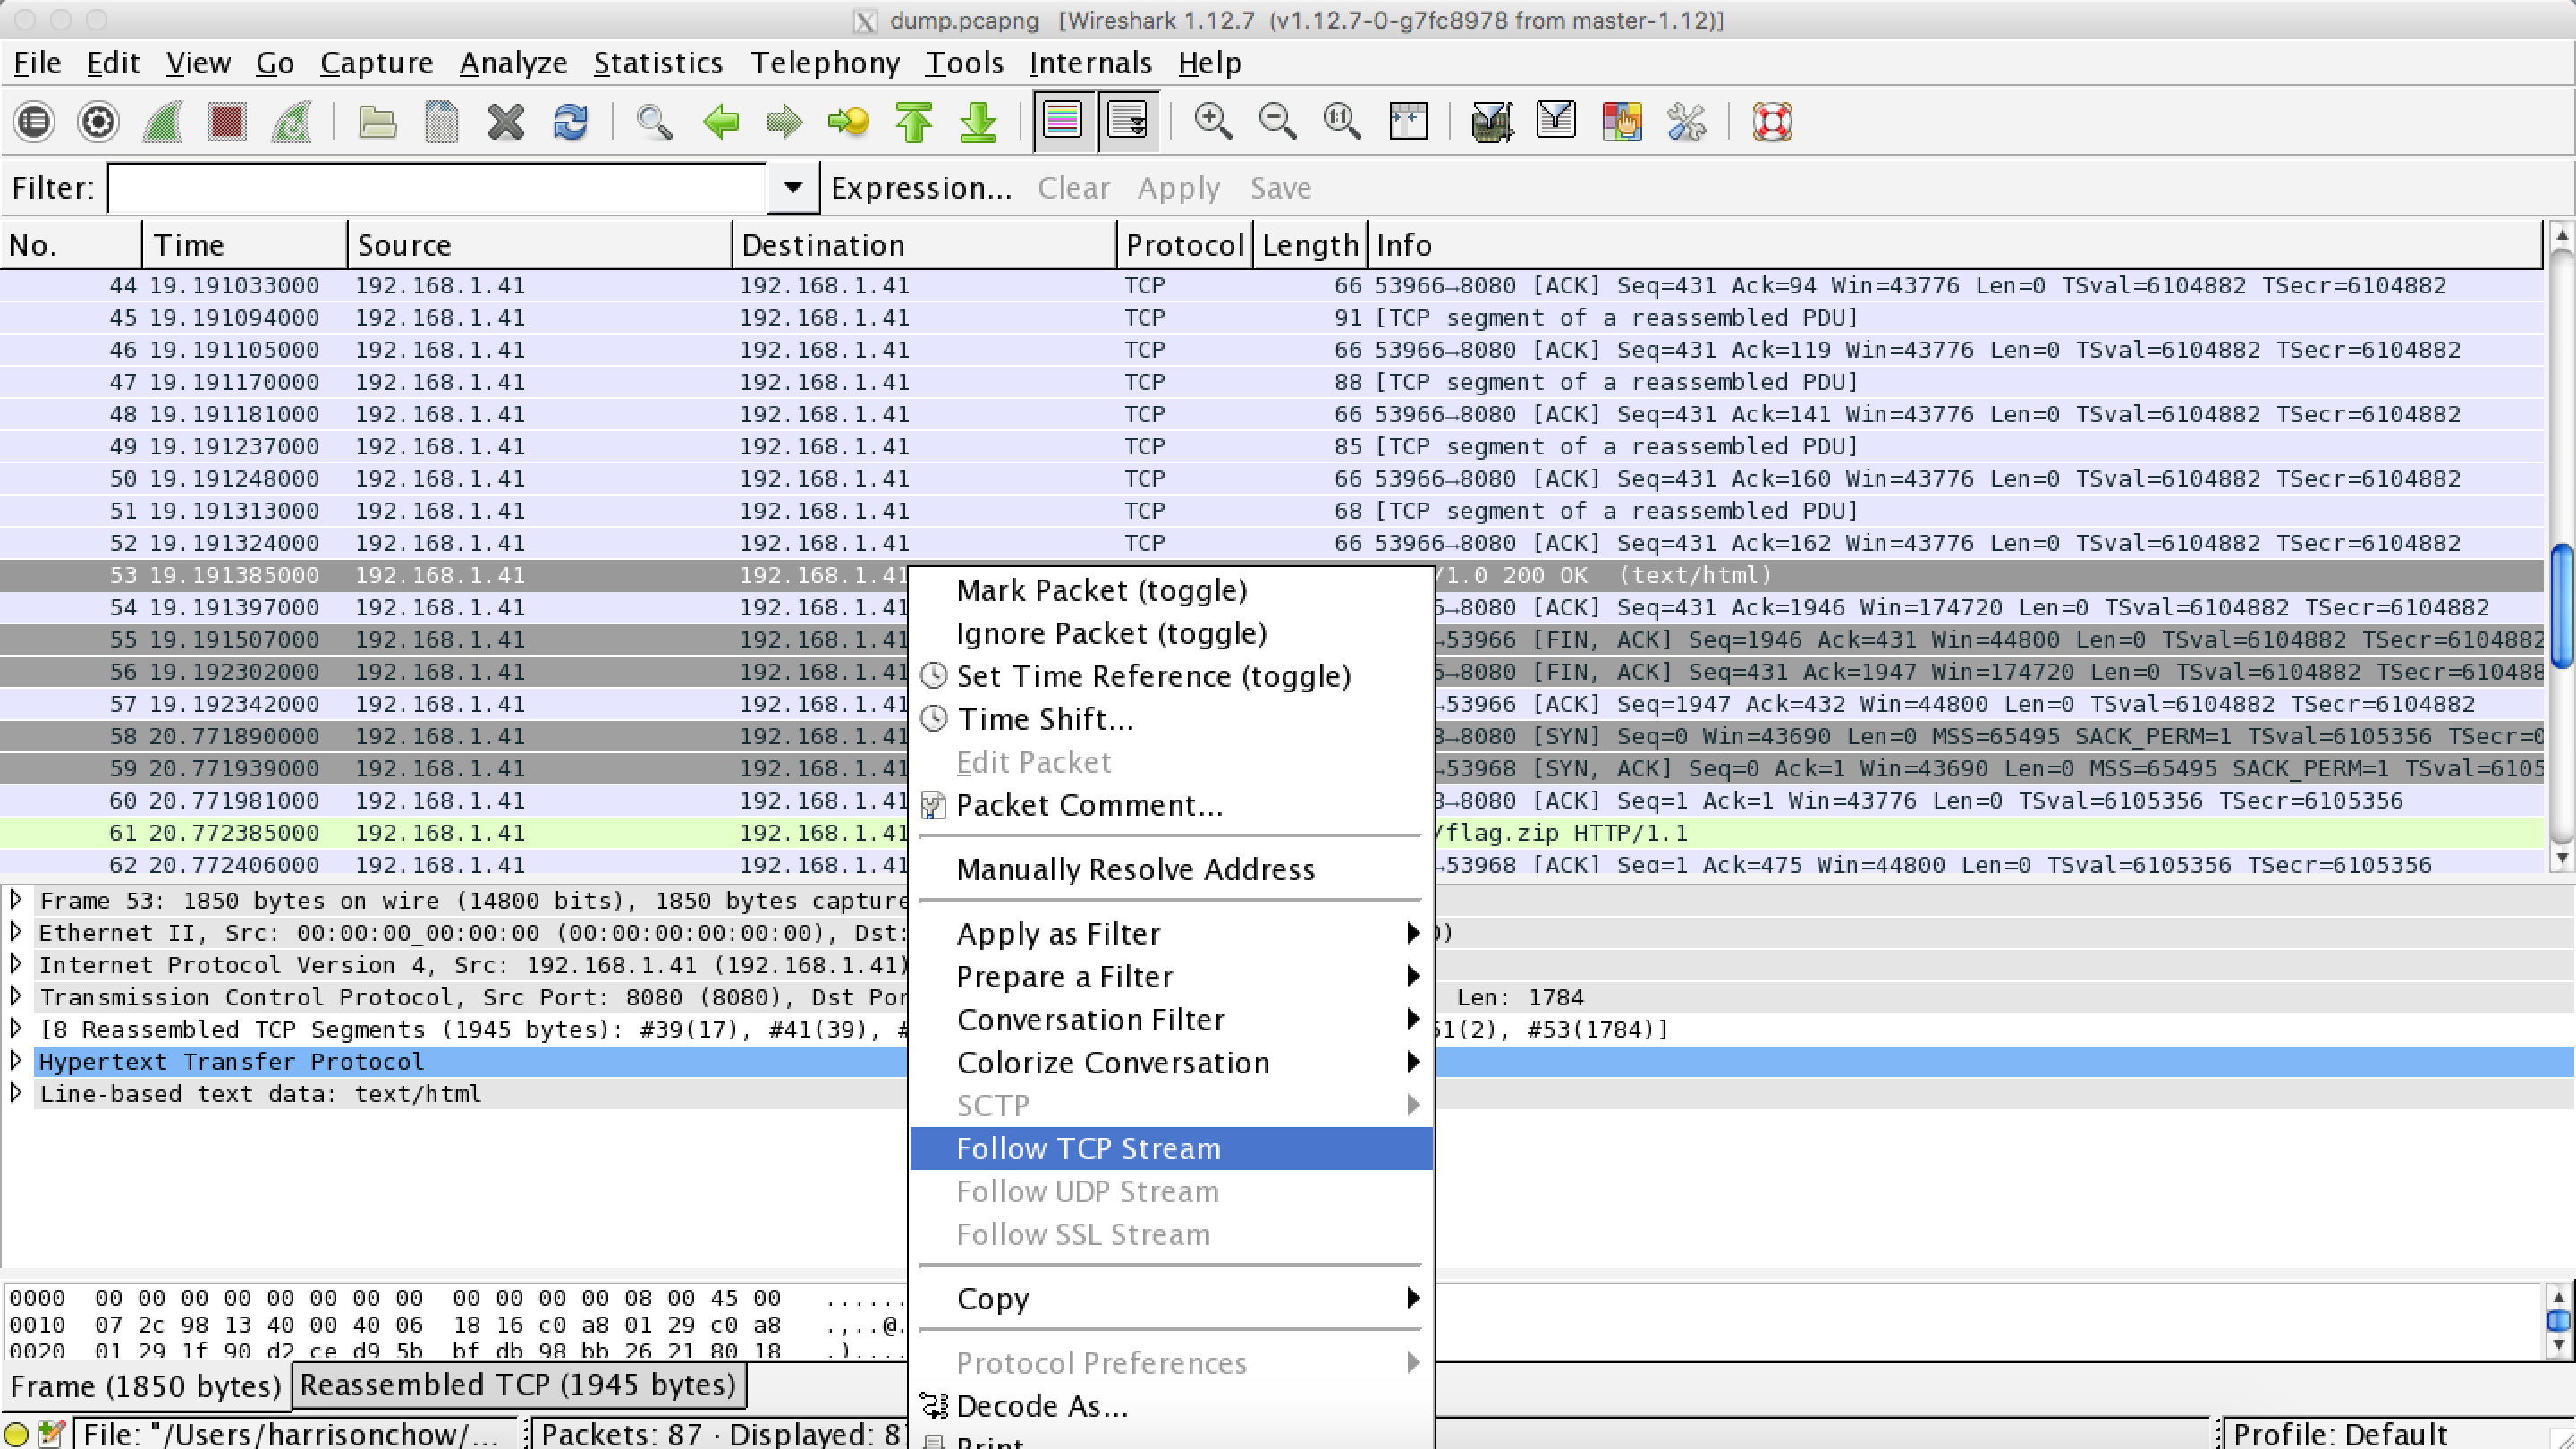 dump.pcapng [Wireshark 1.12.7 (v1.12.7-0-g7fc8978 from master-1.12)]
File Edit View Go Capture Analyze Statistics Telephony Tools Internals Help
Filter: Expression... Clear Apply Save
No. Time Source Destination Protocol Length Info
44 19.191033000 192.168.1.41 192.168.1.41 TCP 66 53966→8080 [ACK] Seq=431 Ack=94 Win=43776 Len=0 TSval=6104882 TSecr=6104882
45 19.191094000 192.168.1.41 192.168.1.41 TCP 91 [TCP segment of a reassembled PDU]
46 19.191105000 192.168.1.41 192.168.1.41 TCP 66 53966→8080 [ACK] Seq=431 Ack=119 Win=43776 Len=0 TSval=6104882 TSecr=6104882
47 19.191170000 192.168.1.41 192.168.1.41 TCP 88 [TCP segment of a reassembled PDU]
48 19.191181000 192.168.1.41 192.168.1.41 TCP 66 53966→8080 [ACK] Seq=431 Ack=141 Win=43776 Len=0 TSval=6104882 TSecr=6104882
49 19.191237000 192.168.1.41 192.168.1.41 TCP 85 [TCP segment of a reassembled PDU]
50 19.191248000 192.168.1.41 192.168.1.41 TCP 66 53966→8080 [ACK] Seq=431 Ack=160 Win=43776 Len=0 TSval=6104882 TSecr=6104882
51 19.191313000 192.168.1.41 192.168.1.41 TCP 68 [TCP segment of a reassembled PDU]
52 19.191324000 192.168.1.41 192.168.1.41 TCP 66 53966→8080 [ACK] Seq=431 Ack=162 Win=43776 Len=0 TSval=6104882 TSecr=6104882
53 19.191385000 192.168.1.41 192.168.1.41 /1.0 200 OK (text/html)
54 19.191397000 192.168.1.41 192.168.1.41 →8080 [ACK] Seq=431 Ack=1946 Win=174720 Len=0 TSval=6104882 TSecr=6104882
55 19.191507000 192.168.1.41 192.168.1.41 →53966 [FIN, ACK] Seq=1946 Ack=431 Win=44800 Len=0 TSval=6104882 TSecr=6104882
56 19.192302000 192.168.1.41 192.168.1.41 →8080 [FIN, ACK] Seq=431 Ack=1947 Win=174720 Len=0 TSval=6104882 TSecr=610488
57 19.192342000 192.168.1.41 192.168.1.41 →53966 [ACK] Seq=1947 Ack=432 Win=44800 Len=0 TSval=6104882 TSecr=6104882
58 20.771890000 192.168.1.41 192.168.1.41 →8080 [SYN] Seq=0 Win=43690 Len=0 MSS=65495 SACK_PERM=1 TSval=6105356 TSecr=0
59 20.771939000 192.168.1.41 192.168.1.41 →53968 [SYN, ACK] Seq=0 Ack=1 Win=43690 Len=0 MSS=65495 SACK_PERM=1 TSval=6105
60 20.771981000 192.168.1.41 192.168.1.41 →8080 [ACK] Seq=1 Ack=1 Win=43776 Len=0 TSval=6105356 TSecr=6105356
61 20.772385000 192.168.1.41 192.168.1.41 /flag.zip HTTP/1.1
62 20.772406000 192.168.1.41 192.168.1.41 →53968 [ACK] Seq=1 Ack=475 Win=44800 Len=0 TSval=6105356 TSecr=6105356
Mark Packet (toggle)
Ignore Packet (toggle)
Set Time Reference (toggle)
Time Shift...
Edit Packet
Packet Comment...
Manually Resolve Address
Apply as Filter
Prepare a Filter
Conversation Filter
Colorize Conversation
SCTP
Follow TCP Stream
Follow UDP Stream
Follow SSL Stream
Copy
Protocol Preferences
Decode As...
Print
Frame 53: 1850 bytes on wire (14800 bits), 1850 bytes capture
Ethernet II, Src: 00:00:00_00:00:00 (00:00:00:00:00:00), Dst: )
Internet Protocol Version 4, Src: 192.168.1.41 (192.168.1.41)
Transmission Control Protocol, Src Port: 8080 (8080), Dst Por Len: 1784
[8 Reassembled TCP Segments (1945 bytes): #39(17), #41(39), # 51(2), #53(1784)]
Hypertext Transfer Protocol
Line-based text data: text/html
0000 00 00 00 00 00 00 00 00 00 00 00 00 08 00 45 00 ......
0010 07 2c 98 13 40 00 40 06 18 16 c0 a8 01 29 c0 a8 .,..@.
0020 01 29 1f 90 d2 ce d9 5b bf db 98 bb 26 21 80 18 .)....
Frame (1850 bytes) Reassembled TCP (1945 bytes)
File: "/Users/harrisonchow/... Packets: 87 · Displayed: 8 Profile: Default